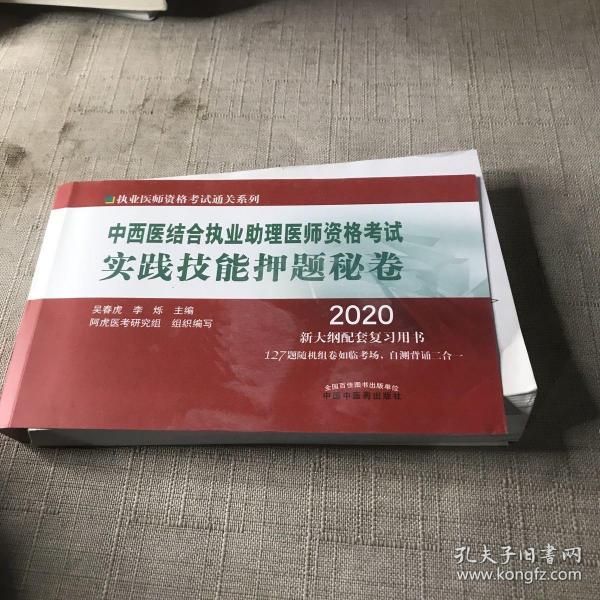 执业医师资格考试通关系列
中西医结合执业助理医师资格考试
实践技能押题秘卷
吴春虎 李烁 主编
阿虎医考研究组 组织编写
2020
新大纲配套复习用书
127题随机组卷如临考场，自测背诵二合一
全国百佳图书出版单位
中国中医药出版社
孔夫子旧书网
www.kongfz.com